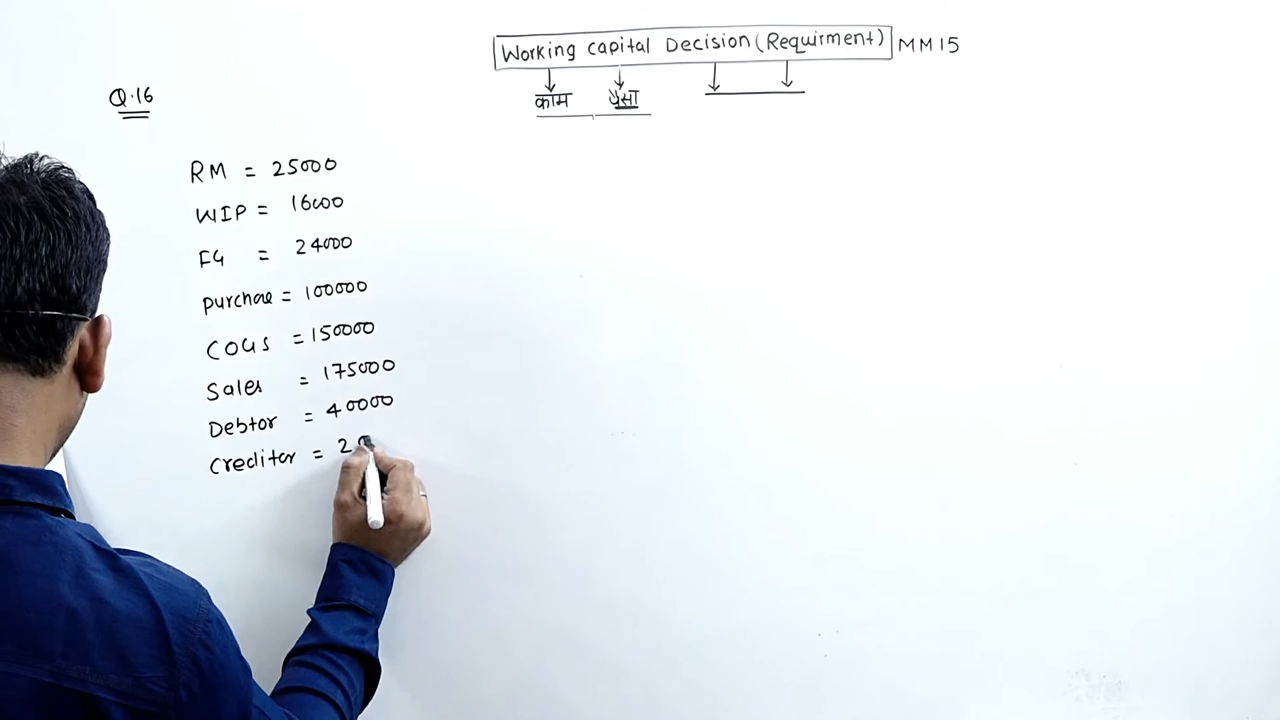 Working Capital Decision (Requirment) MM15
काम पैसा
Q.16
RM = 25000
WIP = 16000
FG = 24000
purchase = 100000
COGS = 150000
Sales = 175000
Debtor = 40000
Creditor = 2